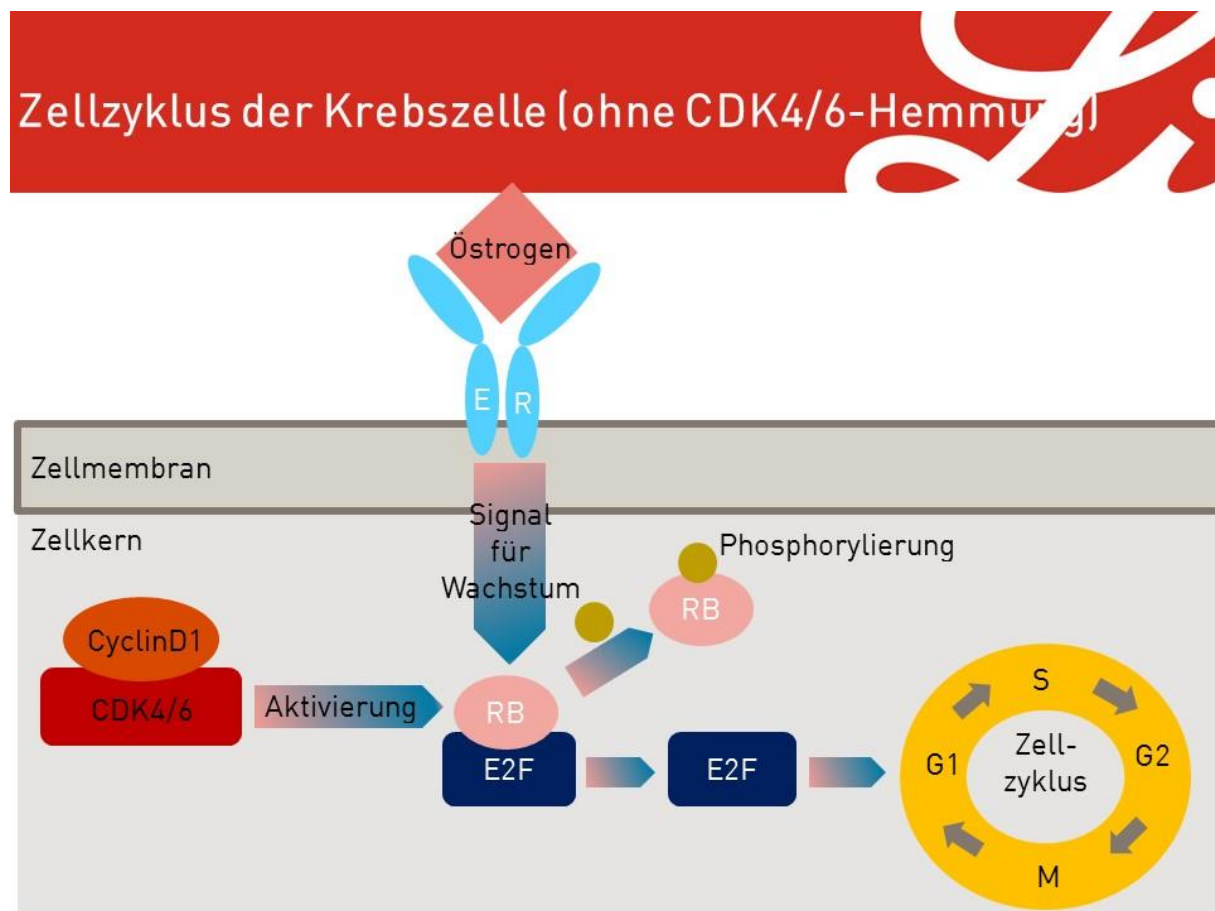 Zellzyklus der Krebszelle (ohne CDK4/6-Hemmung)
Östrogen
E R
Zellmembran
Zellkern
Signal
für
Wachstum
Phosphorylierung
RB
CyclinD1
CDK4/6
Aktivierung
RB
E2F
E2F
S
G1
G2
M
Zell-
zyklus